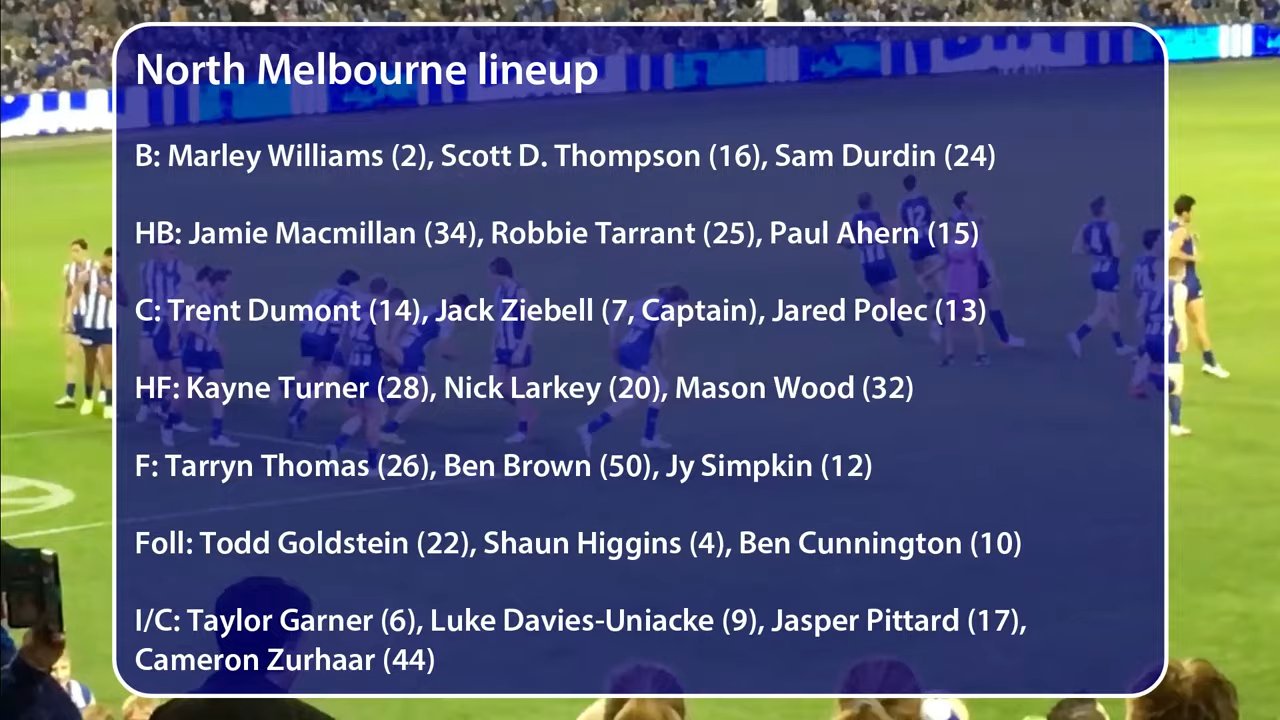 North Melbourne lineup
B: Marley Williams (2), Scott D. Thompson (16), Sam Durdin (24)
HB: Jamie Macmillan (34), Robbie Tarrant (25), Paul Ahern (15)
C: Trent Dumont (14), Jack Ziebell (7, Captain), Jared Polec (13)
HF: Kayne Turner (28), Nick Larkey (20), Mason Wood (32)
F: Tarryn Thomas (26), Ben Brown (50), Jy Simpkin (12)
Foll: Todd Goldstein (22), Shaun Higgins (4), Ben Cunnington (10)
I/C: Taylor Garner (6), Luke Davies-Uniacke (9), Jasper Pittard (17),
Cameron Zurhaar (44)
12
4